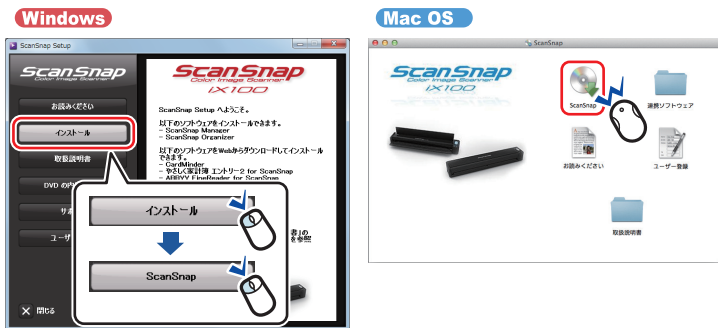 Windows
ScanSnap Setup
ScanSnap
Color Image Scanner
お読みください
インストール
取扱説明書
DVD の
サポ
ユーザ
閉じる
ScanSnap
Color Image Scanner
iX100
ScanSnap Setup へようこそ。
以下のソフトウェアをインストールできます。
- ScanSnap Manager
- ScanSnap Organizer
以下のソフトウェアをWebからダウンロードしてインストール
できます。
- CardMinder
- やさしく家計簿 エントリー2 for ScanSnap
- ABBYY FineReader for ScanSnap
書」の
を参照
インストール
ScanSnap
Mac OS
ScanSnap
ScanSnap
Color Image Scanner
iX100
ScanSnap
連携ソフトウェア
お読みください
ユーザー登録
取扱説明書